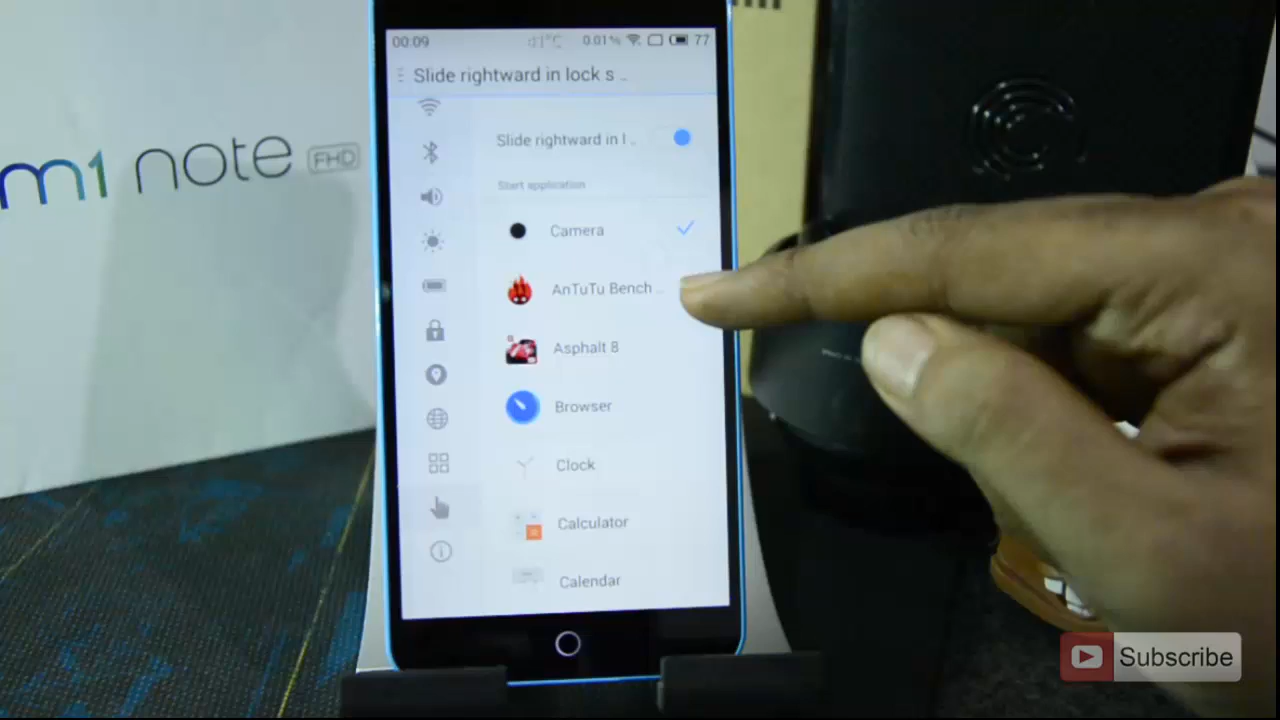 m1 note FHD
00:09
0.01% 77
Slide rightward in lock s ..
Slide rightward in l ..
Start application
Camera
AnTuTu Bench ..
Asphalt 8
Browser
Clock
Calculator
Calendar
Subscribe